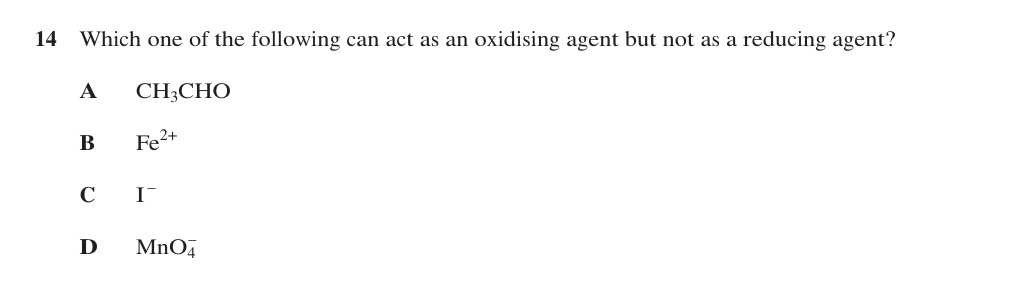 14 Which one of the following can act as an oxidising agent but not as a reducing agent?
A CH₃CHO
B Fe²⁺
C I⁻
D MnO₄⁻